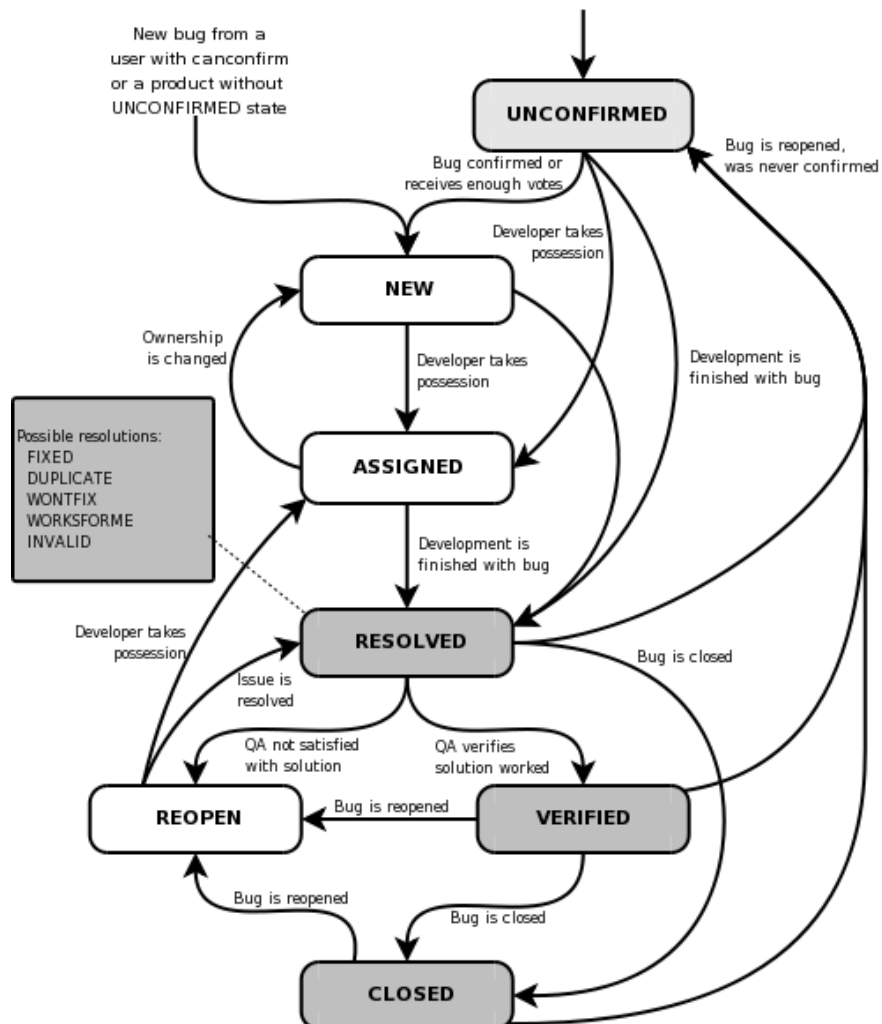 New bug from a
user with canconfirm
or a product without
UNCONFIRMED state
UNCONFIRMED
Bug is reopened,
was never confirmed
Bug confirmed or
receives enough votes
Developer takes
possession
NEW
Ownership
is changed
Developer takes
possession
Development is
finished with bug
Possible resolutions:
FIXED
DUPLICATE
WONTFIX
WORKSFORME
INVALID
ASSIGNED
Development is
finished with bug
RESOLVED
Developer takes
possession
Issue is
resolved
Bug is closed
QA not satisfied
with solution
QA verifies
solution worked
REOPEN
Bug is reopened
VERIFIED
Bug is reopened
Bug is closed
CLOSED